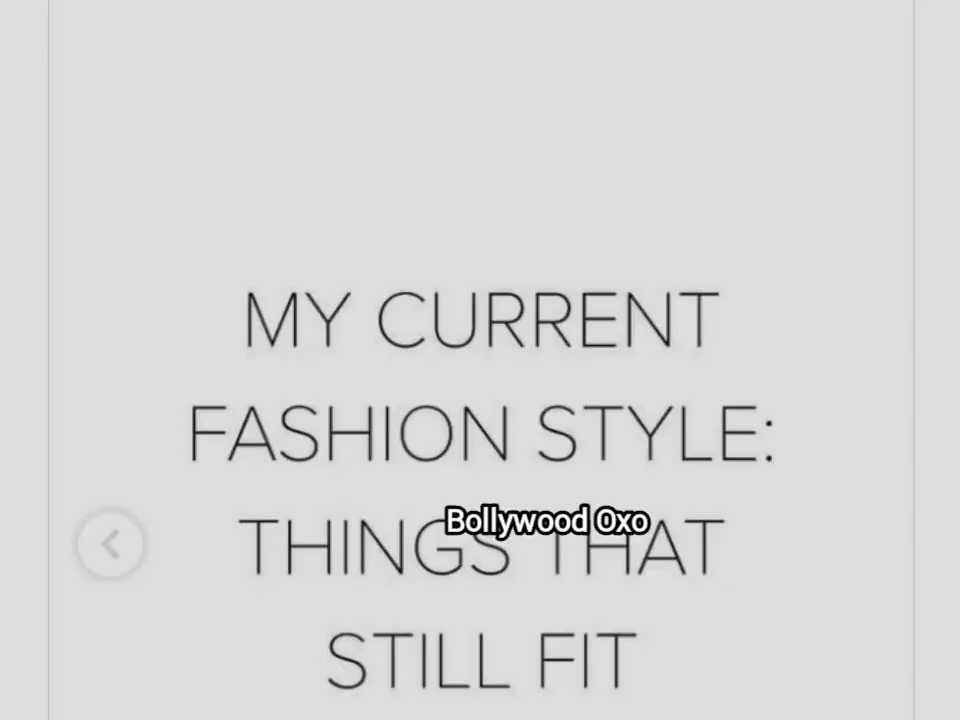 MY CURRENT
FASHION STYLE:
Bollywood Oxo
THINGS THAT
STILL FIT